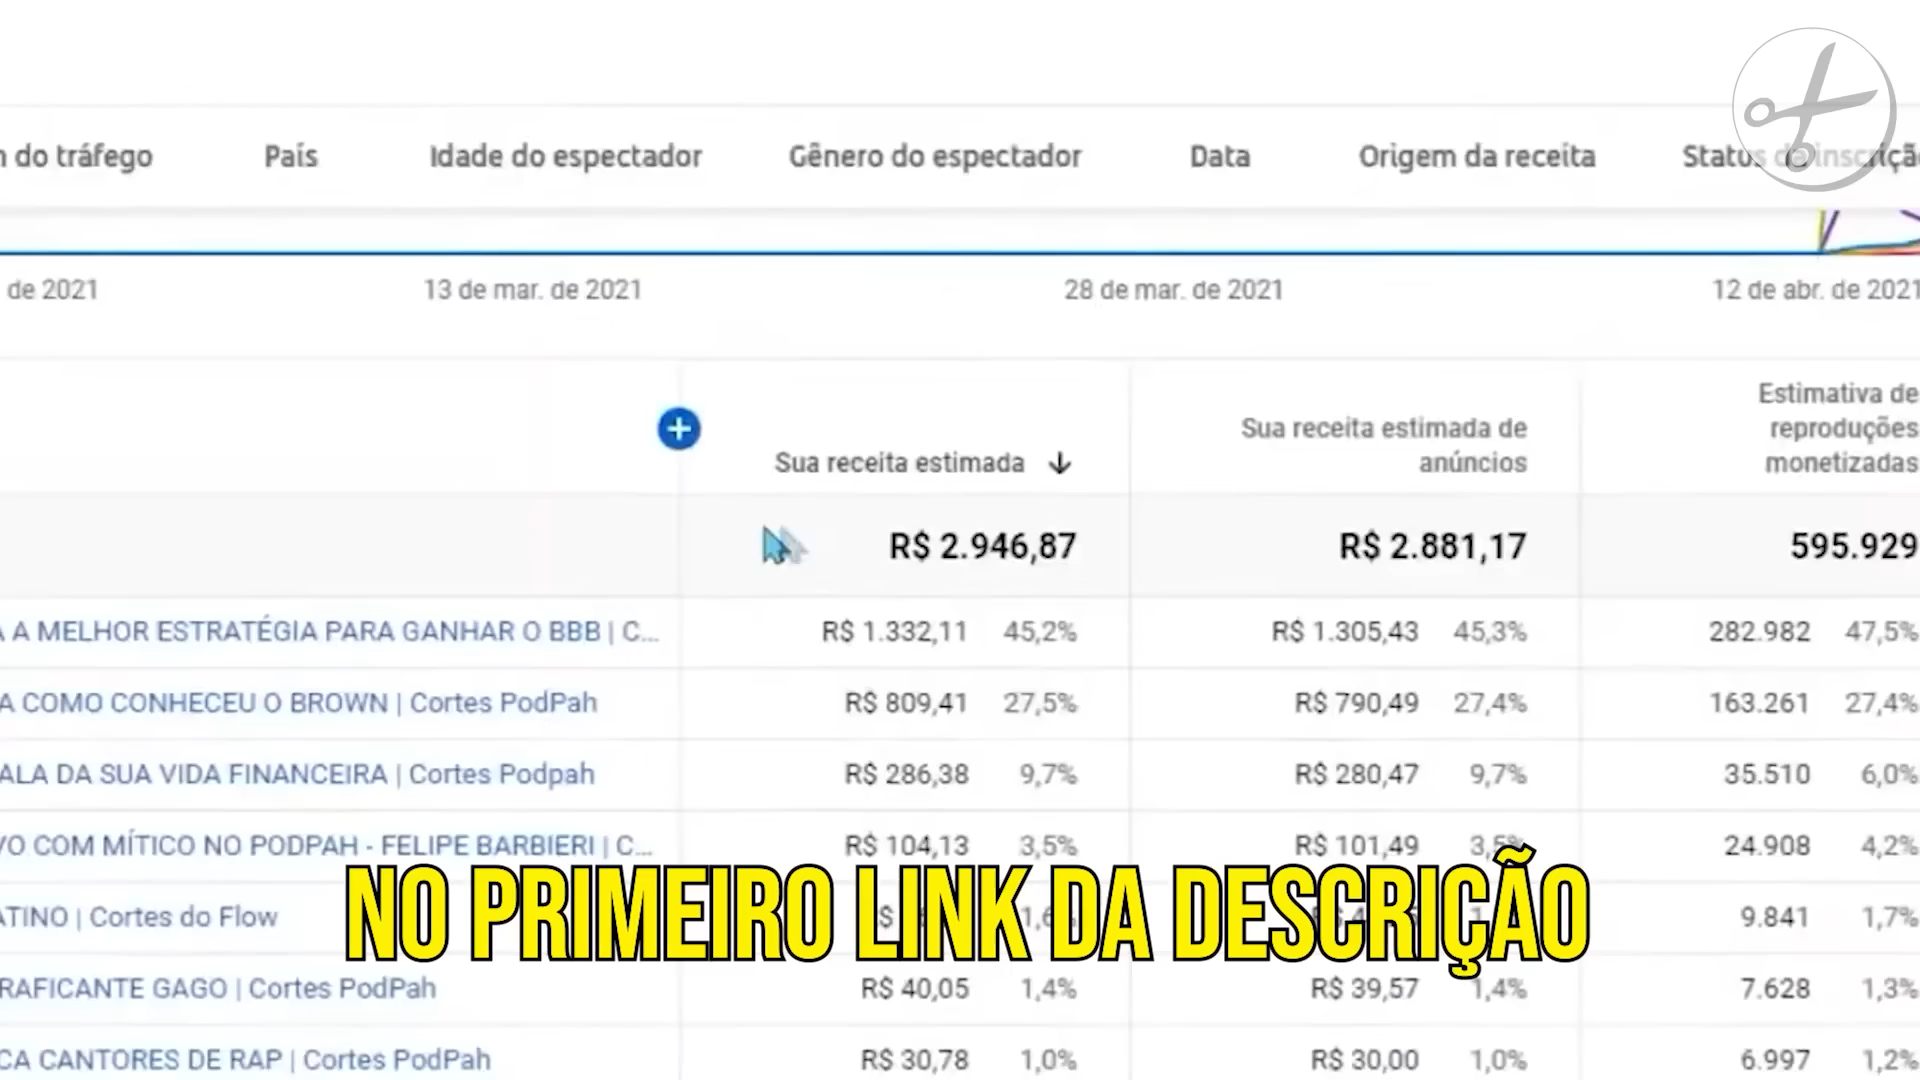 do tráfego País Idade do espectador Gênero do espectador Data Origem da receita Status da inscriçã
de 2021 13 de mar. de 2021 28 de mar. de 2021 12 de abr. de 2021
Sua receita estimada Sua receita estimada de anúncios Estimativa de reproduções monetizadas
R$ 2.946,87 R$ 2.881,17 595.929
A MELHOR ESTRATÉGIA PARA GANHAR O BBB | C... R$ 1.332,11 45,2% R$ 1.305,43 45,3% 282.982 47,5%
A COMO CONHECEU O BROWN | Cortes PodPah R$ 809,41 27,5% R$ 790,49 27,4% 163.261 27,4%
ALA DA SUA VIDA FINANCEIRA | Cortes Podpah R$ 286,38 9,7% R$ 280,47 9,7% 35.510 6,0%
VO COM MÍTICO NO PODPAH - FELIPE BARBIERI | C... R$ 104,13 3,5% R$ 101,49 3,5% 24.908 4,2%
ATINO | Cortes do Flow 9.841 1,7%
NO PRIMEIRO LINK DA DESCRIÇÃO
RAFICANTE GAGO | Cortes PodPah R$ 40,05 1,4% R$ 39,57 1,4% 7.628 1,3%
CA CANTORES DE RAP | Cortes PodPah R$ 30,78 1,0% R$ 30,00 1,0% 6.997 1,2%